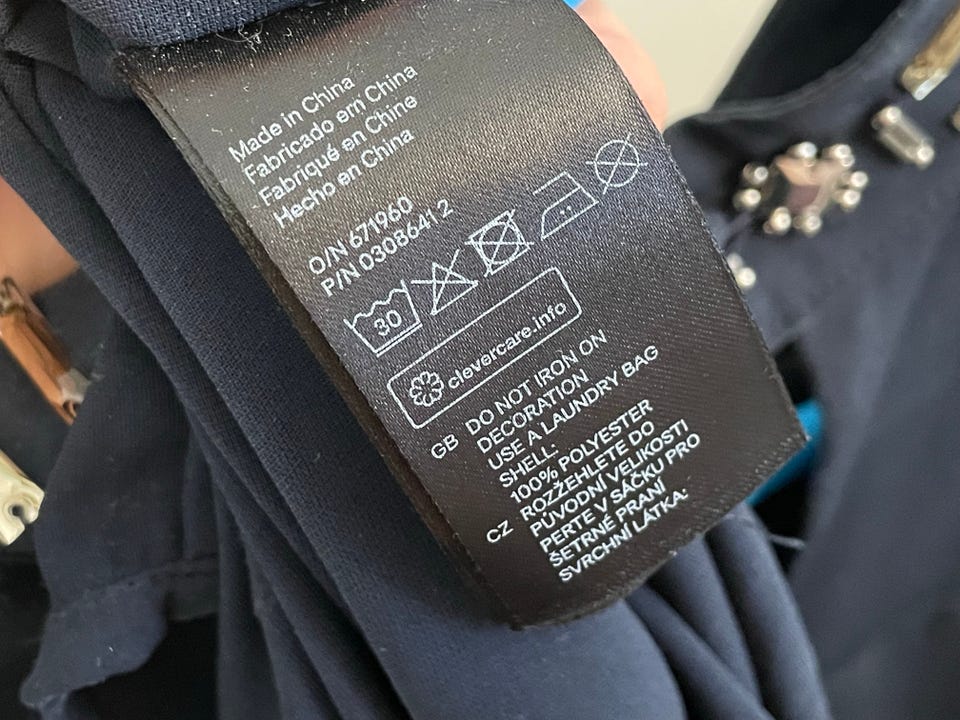 Made in China
Fabricado em China
Fabriqué en Chine
Hecho en China
O/N 671960
P/N 0308641 2
30
clevercare.info
GB DO NOT IRON ON
DECORATION
USE A LAUNDRY BAG
SHELL:
100% POLYESTER
CZ ROZŽEHLETE DO
PŮVODNÍ VELIKOSTI
PERTE V SÁČKU PRO
ŠETRNÉ PRANÍ
SVRCHNÍ LÁTKA: